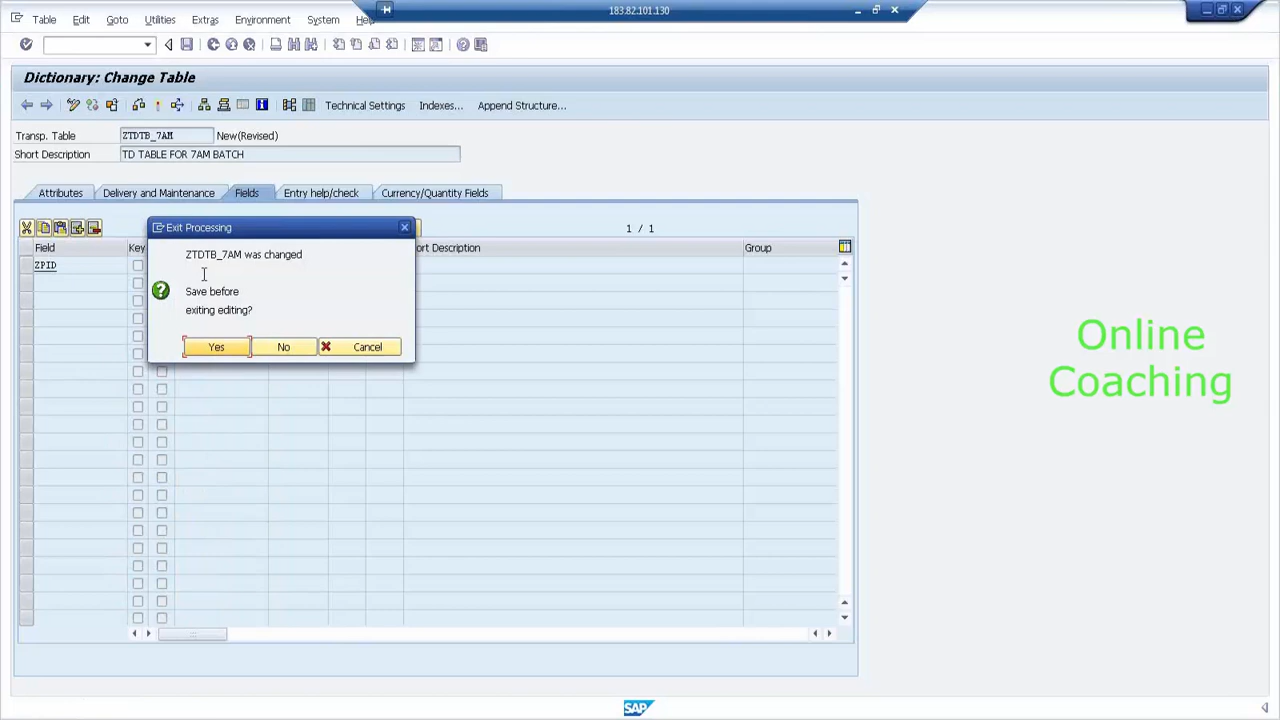 183.82.101.130
Table Edit Goto Utilities Extras Environment System Help
Dictionary: Change Table
Technical Settings Indexes... Append Structure...
Transp. Table ZTDTB_7AM New(Revised)
Short Description TD TABLE FOR 7AM BATCH
Attributes Delivery and Maintenance Fields Entry help/check Currency/Quantity Fields
1 / 1
Field Key Description Group
ZPID
Exit Processing
ZTDTB_7AM was changed
Save before
exiting editing?
Yes No Cancel
Online
Coaching
SAP